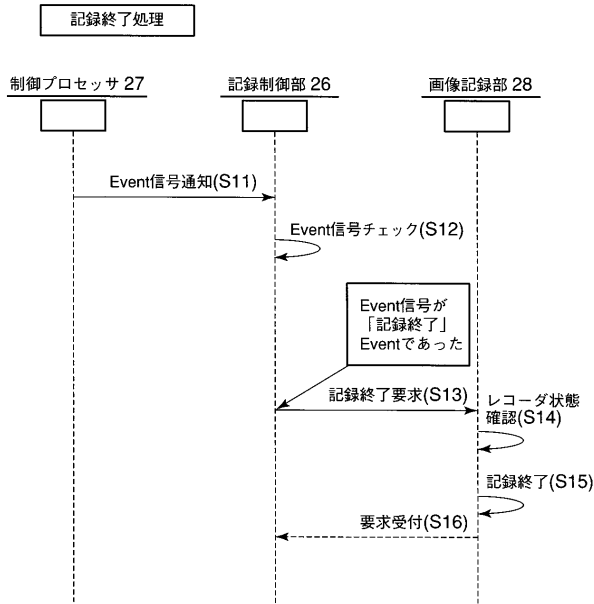 記録終了処理
制御プロセッサ 27
記録制御部 26
画像記録部 28
Event信号通知(S11)
Event信号チェック(S12)
Event信号が
「記録終了」
Eventであった
記録終了要求(S13)
レコーダ状態
確認(S14)
記録終了(S15)
要求受付(S16)